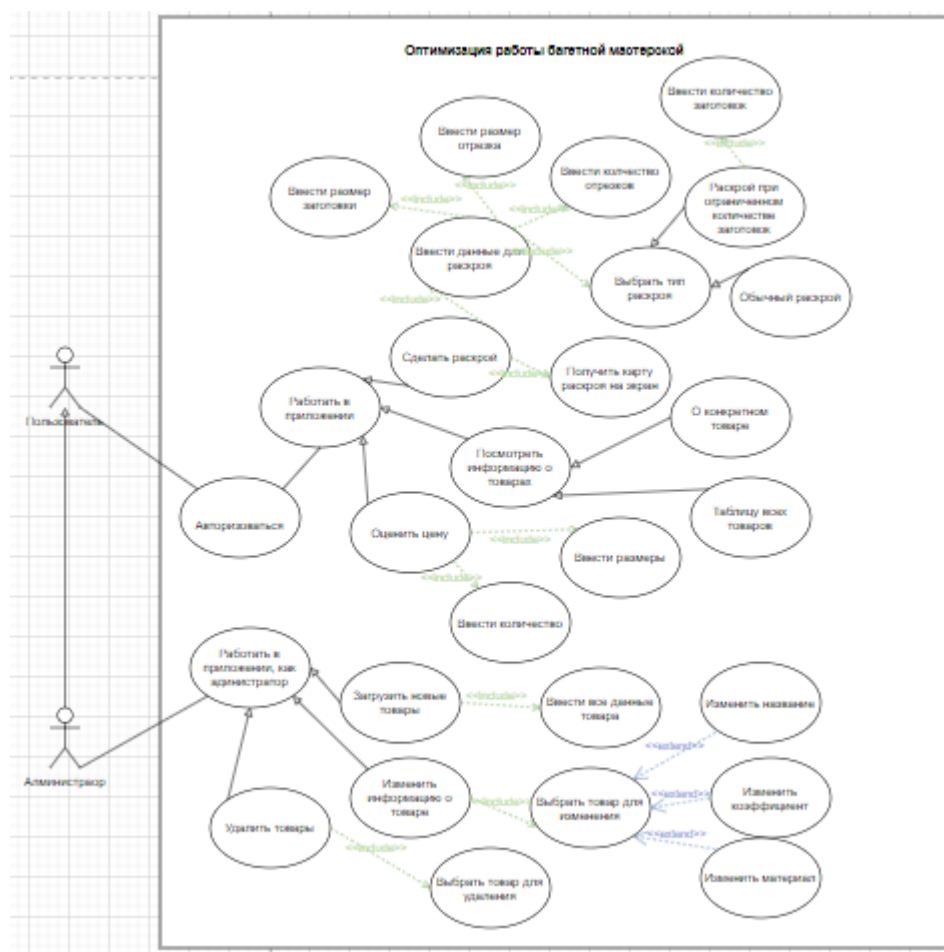 Оптимизация работы багетной мастерской
Ввести количество
заготовок
<<include>>
Ввести размер
отрезка
Ввести колчество
отрезков
Ввести размер
заготовки
<<include>>
<<include>>
<<include>>
Раскрой при
ограниченном
количестве
заготовок
Ввести данные для
раскроя
<<include>>
Выбрать тип
раскроя
Обычный раскрой
<<include>>
Сделать раскрой
<<include>>
Получить карту
раскроя на экран
Работать в
приложении
О конкретном
товаре
Пользователь
Посмотреть
информацию о
товарах
Авторизоваться
Таблицу всех
товаров
Оценить цену
<<include>>
Ввести размеры
<<include>>
Ввести количество
Работать в
приложении, как
администратор
Загрузить новые
товары
<<include>>
Ввести все данные
товара
Изменить название
<<extend>>
Администраор
Изменить
информацию о
товаре
<<include>>
Выбрать товар для
изменения
<<extend>>
Изменить
коэффициент
Удалить товары
<<include>>
<<extend>>
Изменить материал
Выбрать товар для
удаления